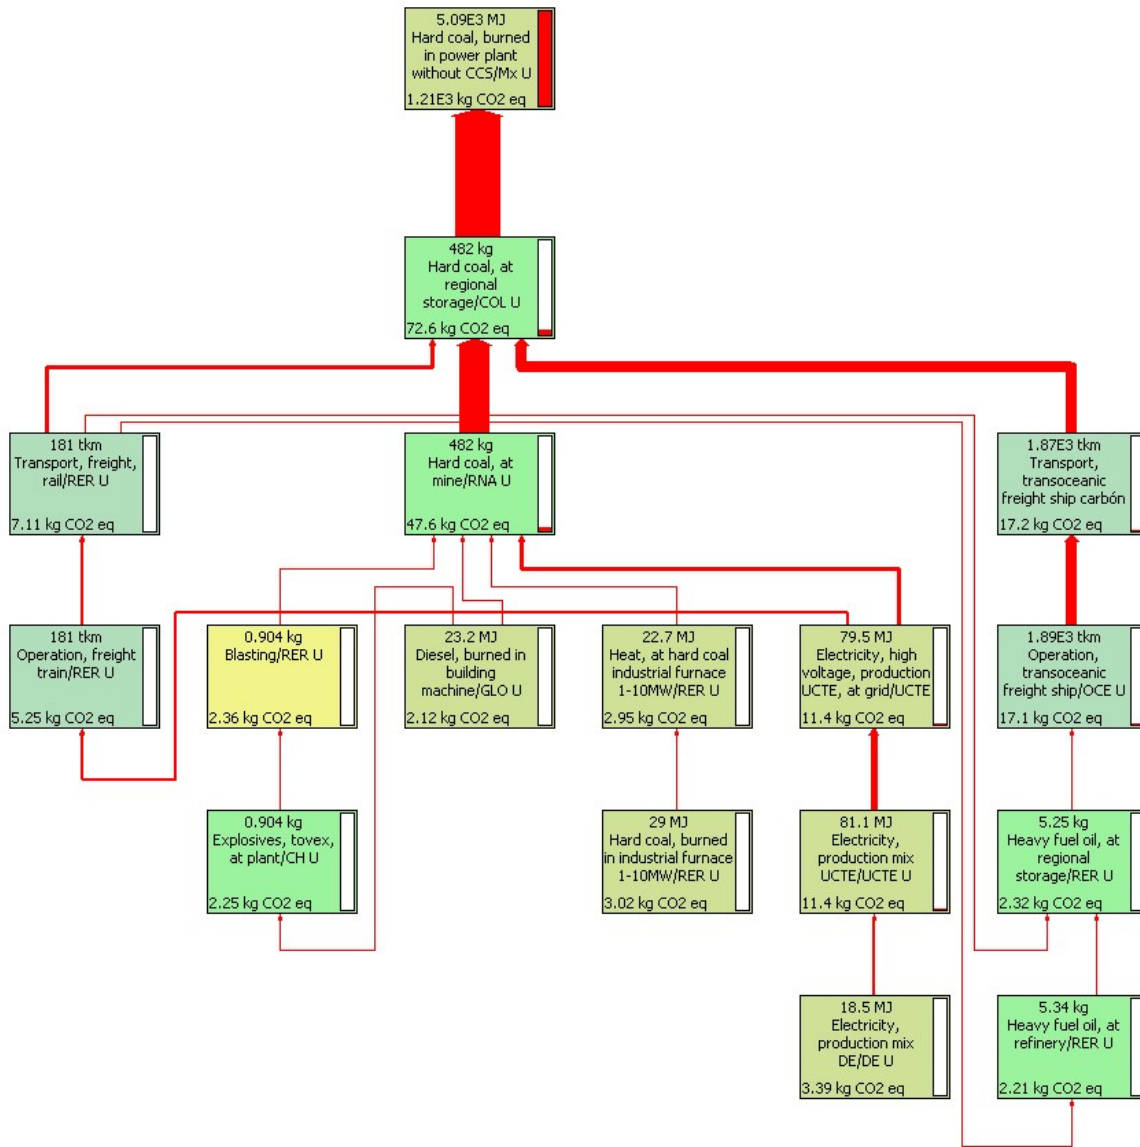 5.09E3 MJ
Hard coal, burned
in power plant
without CCS/Mx U
1.21E3 kg CO2 eq
482 kg
Hard coal, at
regional
storage/COL U
72.6 kg CO2 eq
181 tkm
Transport, freight,
rail/RER U
7.11 kg CO2 eq
482 kg
Hard coal, at
mine/RNA U
47.6 kg CO2 eq
1.87E3 tkm
Transport,
transoceanic
freight ship carbón
17.2 kg CO2 eq
181 tkm
Operation, freight
train/RER U
5.25 kg CO2 eq
0.904 kg
Blasting/RER U
2.36 kg CO2 eq
23.2 MJ
Diesel, burned in
building
machine/GLO U
2.12 kg CO2 eq
22.7 MJ
Heat, at hard coal
industrial furnace
1-10MW/RER U
2.95 kg CO2 eq
79.5 MJ
Electricity, high
voltage, production
UCTE, at grid/UCTE
11.4 kg CO2 eq
1.89E3 tkm
Operation,
transoceanic
freight ship/OCE U
17.1 kg CO2 eq
0.904 kg
Explosives, tovex,
at plant/CH U
2.25 kg CO2 eq
29 MJ
Hard coal, burned
in industrial furnace
1-10MW/RER U
3.02 kg CO2 eq
81.1 MJ
Electricity,
production mix
UCTE/UCTE U
11.4 kg CO2 eq
5.25 kg
Heavy fuel oil, at
regional
storage/RER U
2.32 kg CO2 eq
18.5 MJ
Electricity,
production mix
DE/DE U
3.39 kg CO2 eq
5.34 kg
Heavy fuel oil, at
refinery/RER U
2.21 kg CO2 eq